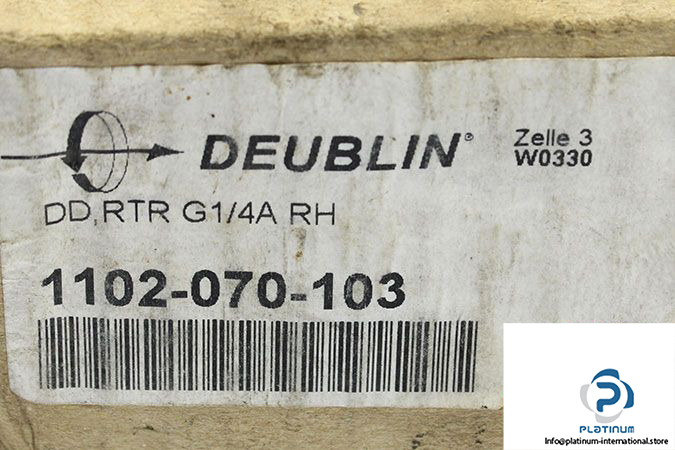 DEUBLIN®
Zelle 3
W0330
DD,RTR G1/4A RH
1102-070-103
PLATINUM
Info@platinum-international.store